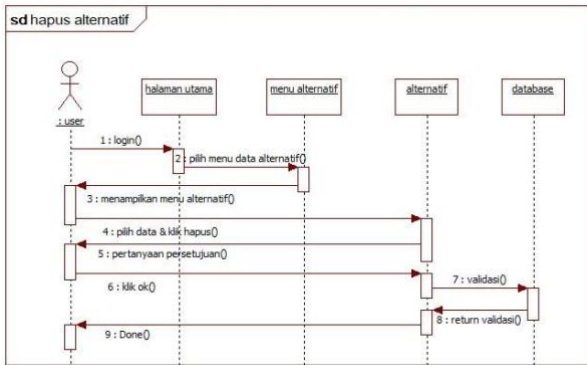 sd hapus alternatif
halaman utama
menu alternatif
alternatif
database
: user
1 : login()
2 : pilih menu data alternatif()
3 : menampilkan menu alternatif()
4 : pilih data & klik hapus()
5 : pertanyaan persetujuan()
6 : klik ok()
7 : validasi()
8 : return validasi()
9 : Done()